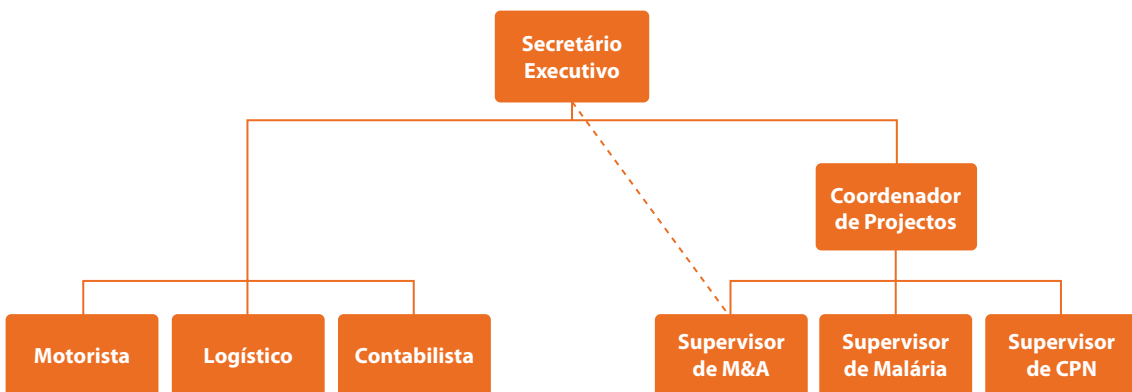 Secretário
Executivo
Coordenador
de Projectos
Motorista
Logístico
Contabilista
Supervisor
de M&A
Supervisor
de Malária
Supervisor
de CPN